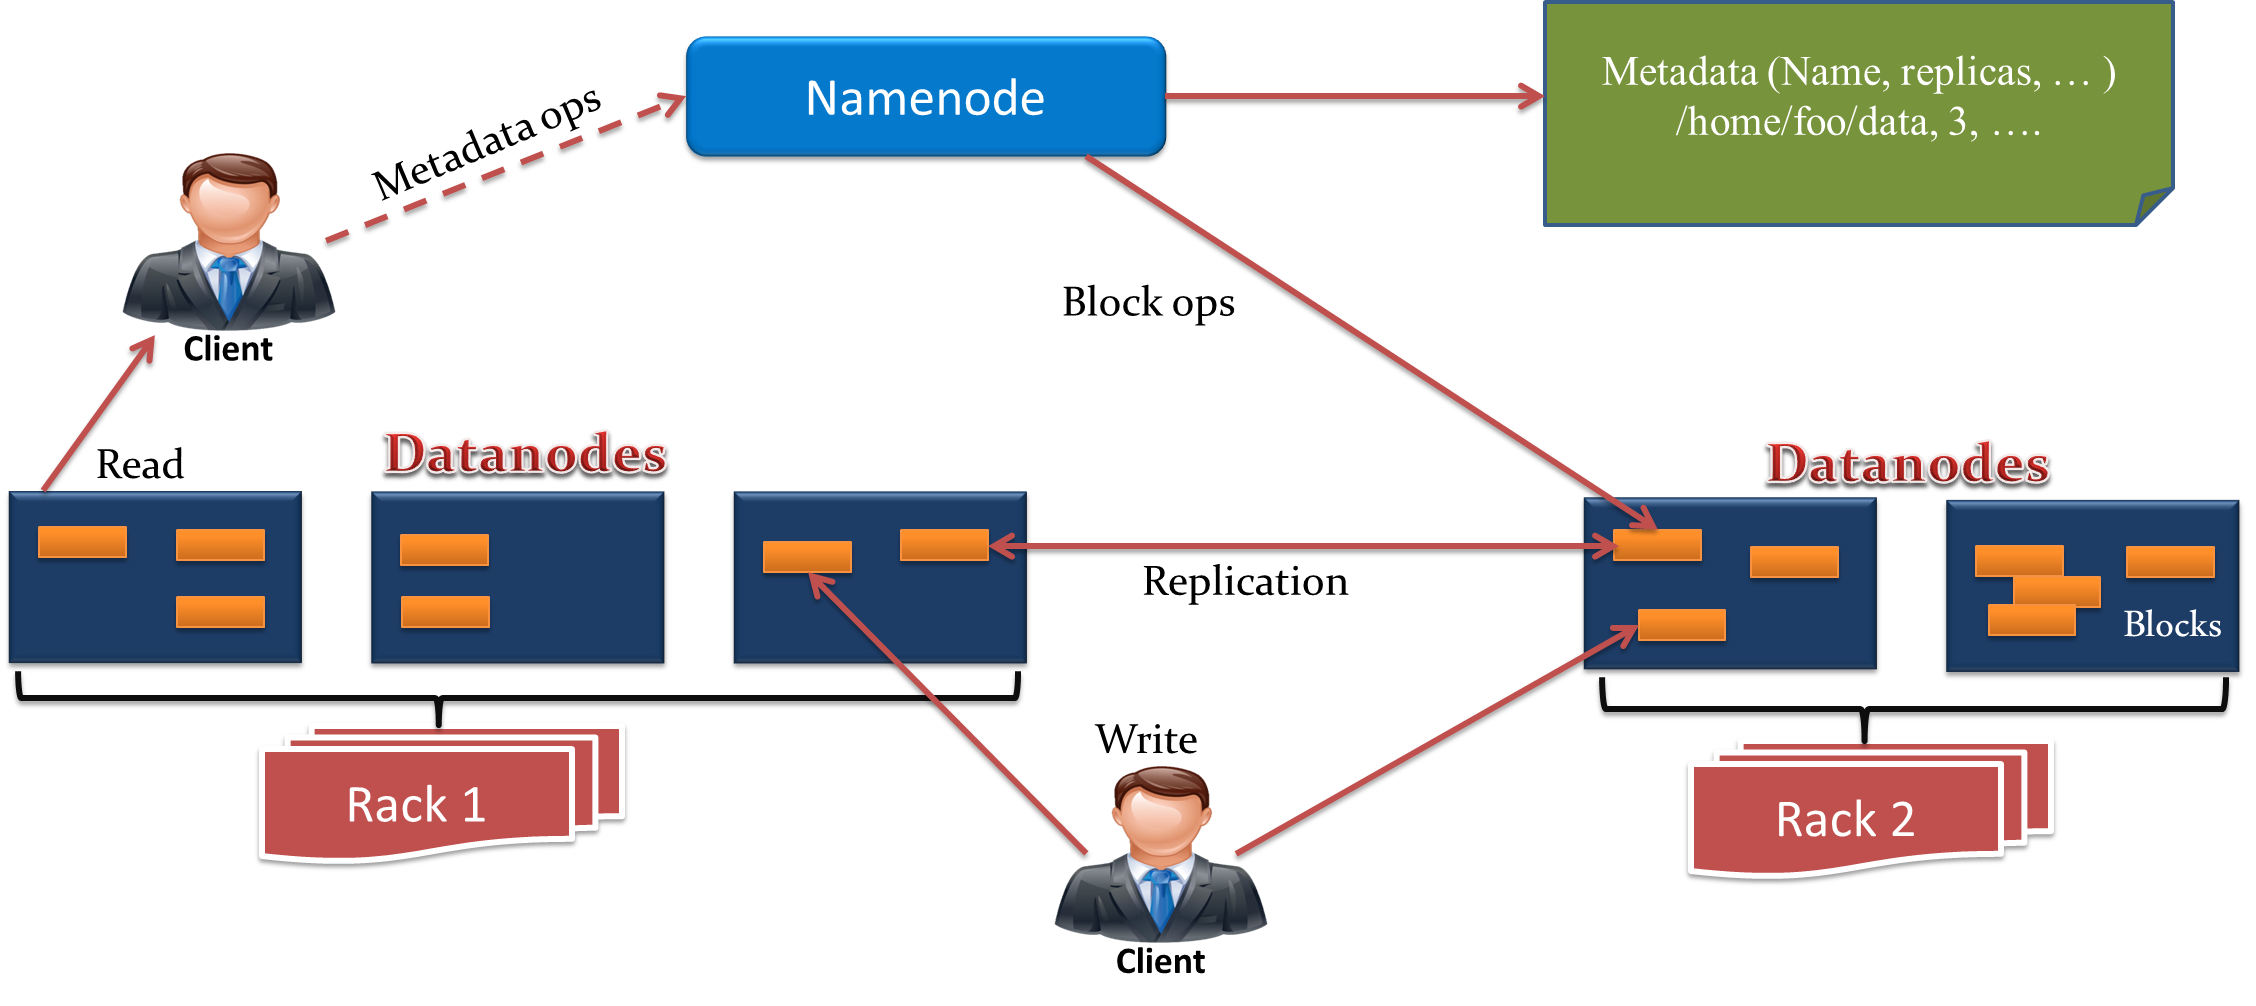 Namenode
Metadata (Name, replicas, … )
/home/foo/data, 3, ….
Metadata ops
Client
Block ops
Read
Datanodes
Datanodes
Replication
Blocks
Write
Rack 1
Rack 2
Client